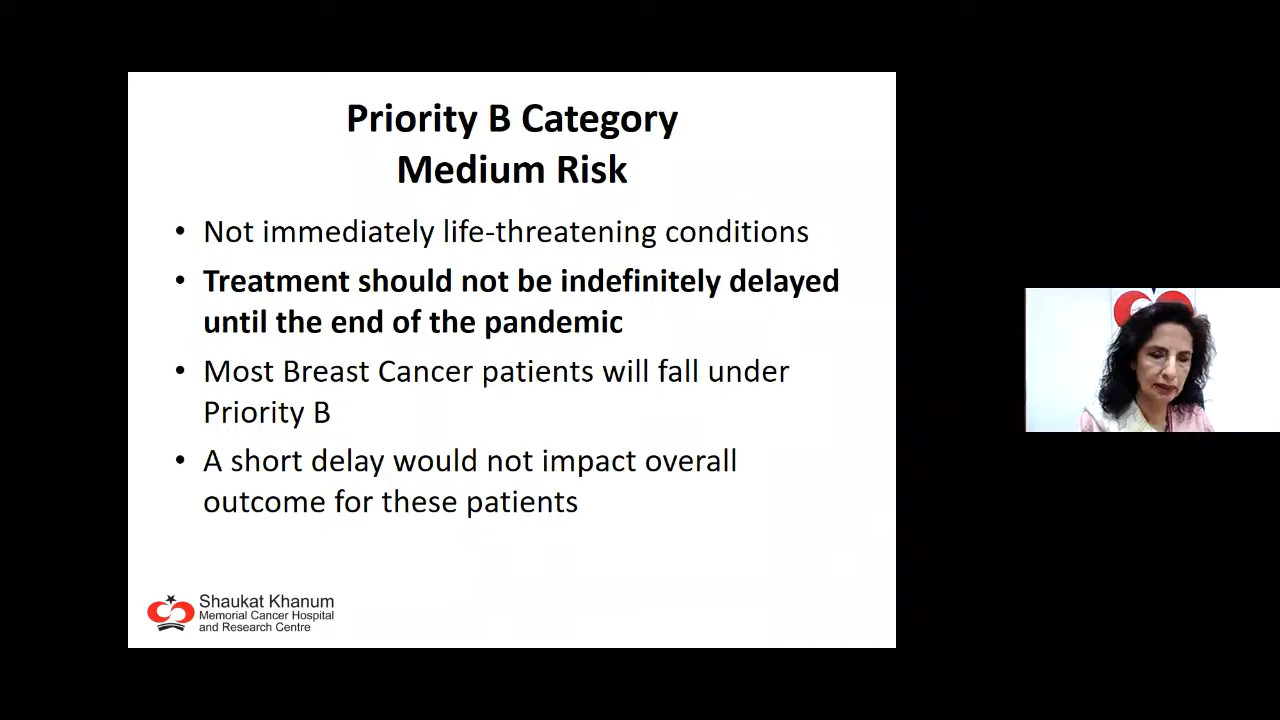 Priority B Category
Medium Risk
• Not immediately life-threatening conditions
• Treatment should not be indefinitely delayed
until the end of the pandemic
• Most Breast Cancer patients will fall under
Priority B
• A short delay would not impact overall
outcome for these patients
Shaukat Khanum
Memorial Cancer Hospital
and Research Centre